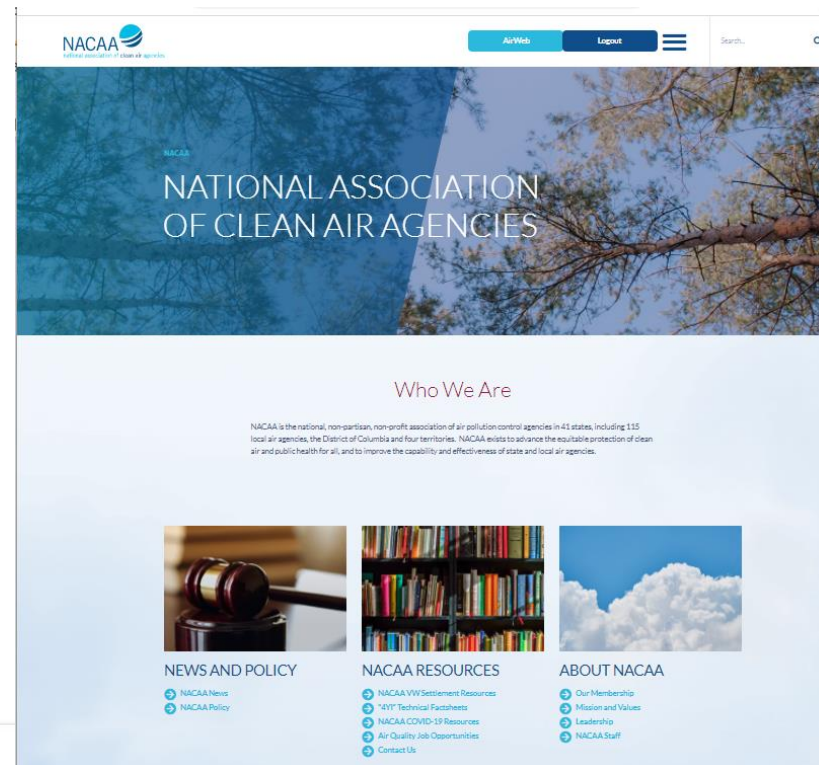 NACAA
national association of clean air agencies
AirWeb
Logout
Search...
NACAA
NATIONAL ASSOCIATION
OF CLEAN AIR AGENCIES
Who We Are
NACAA is the national, non-partisan, non-profit association of air pollution control agencies in 41 states, including 115
local air agencies, the District of Columbia and four territories. NACAA exists to advance the equitable protection of clean
air and public health for all, and to improve the capability and effectiveness of state and local air agencies.
NEWS AND POLICY
NACAA News
NACAA Policy
NACAA RESOURCES
NACAA VW Settlement Resources
"4YI" Technical Factsheets
NACAA COVID-19 Resources
Air Quality Job Opportunities
Contact Us
ABOUT NACAA
Our Membership
Mission and Values
Leadership
NACAA Staff